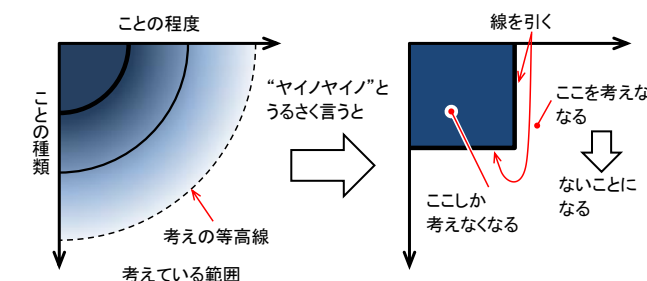 ことの程度
ことの種類
考えの等高線
考えている範囲
“ヤイノヤイノ”と
うるさく言うと
線を引く
ここを考えな
なる
ないことに
なる
ここしか
考えなくなる